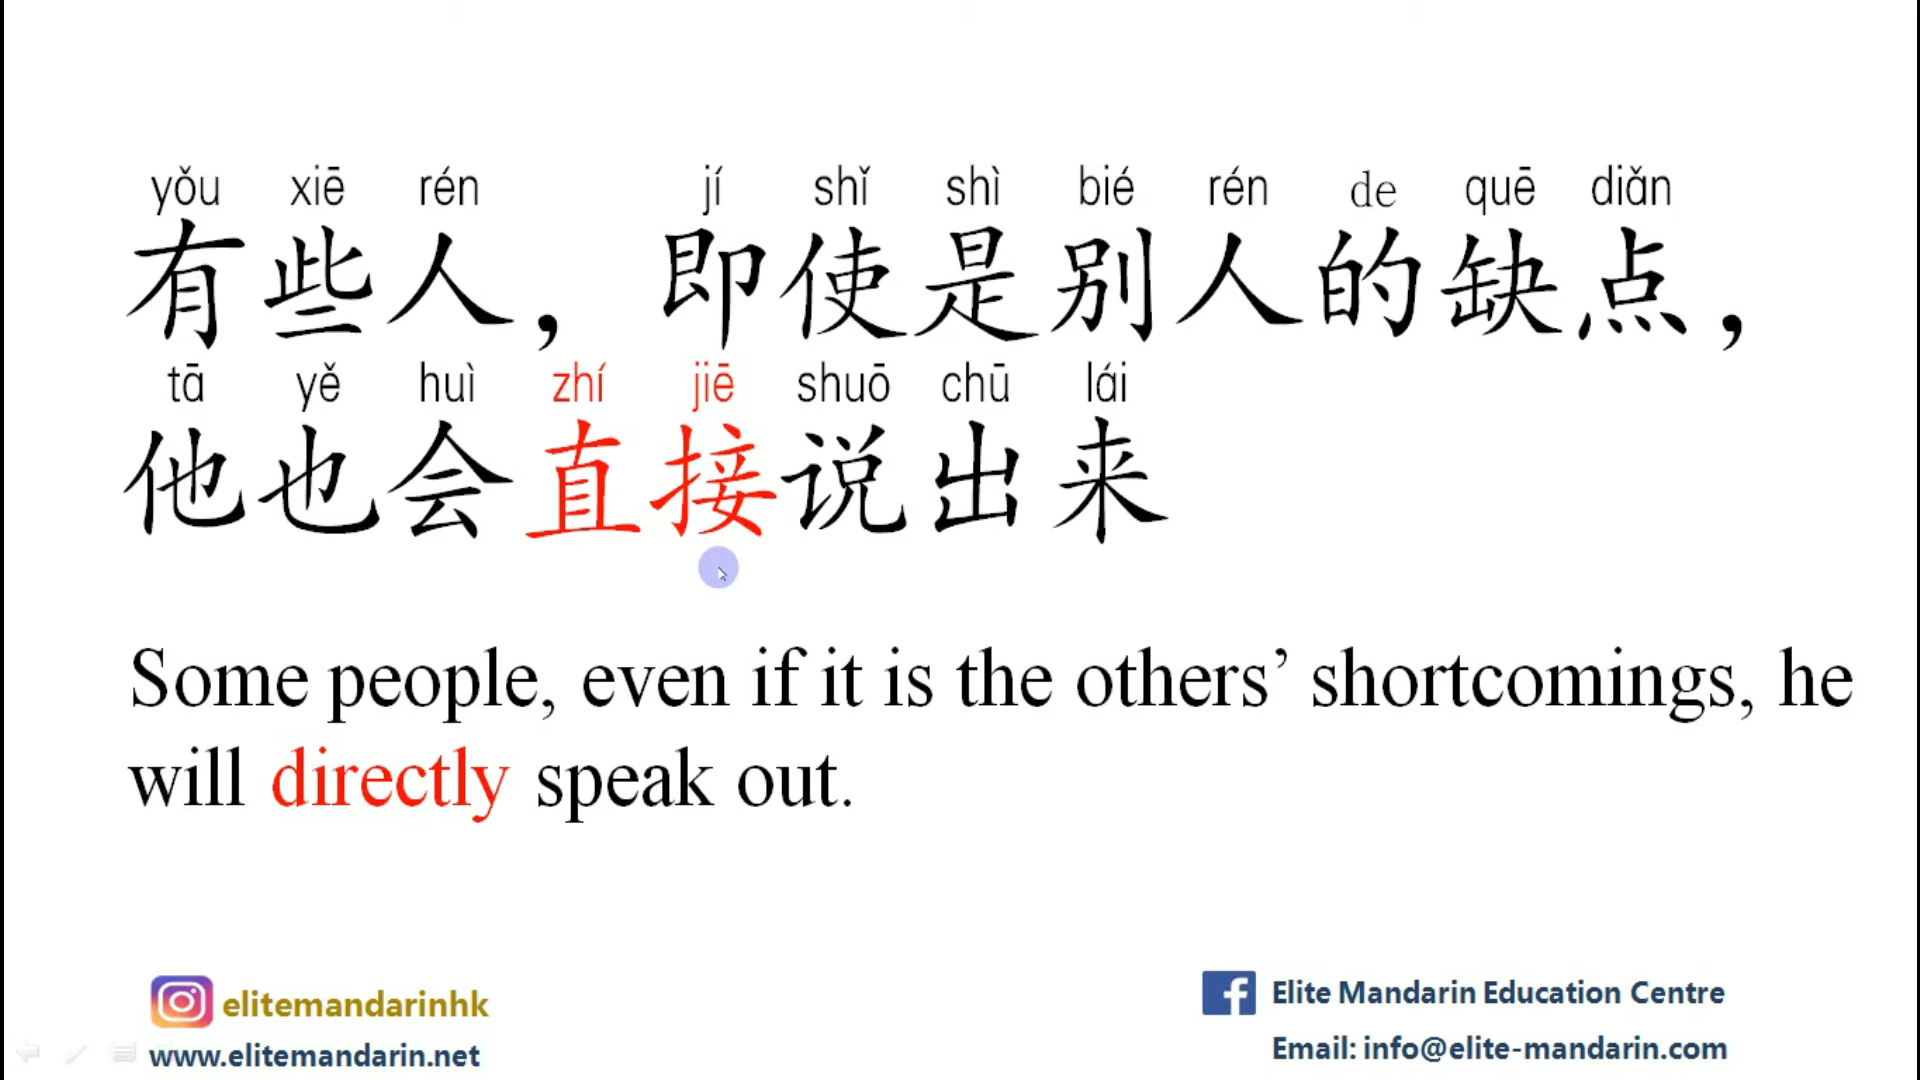 yǒu xiē rén jí shǐ shì bié rén de quē diǎn
有些人，即使是别人的缺点，
tā yě huì zhí jiē shuō chū lái
他也会直接说出来
Some people, even if it is the others’ shortcomings, he
will directly speak out.
elitemandarinhk
www.elitemandarin.net
Elite Mandarin Education Centre
Email: info@elite-mandarin.com